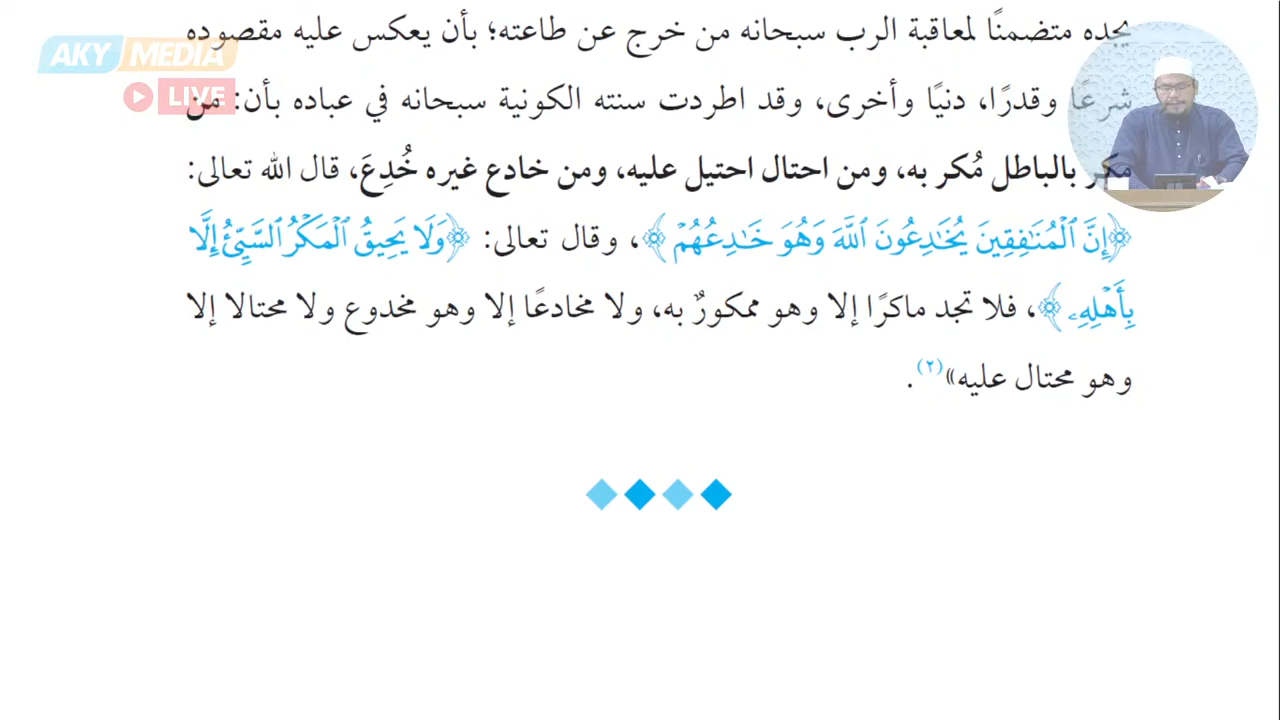 AKY MEDIA
LIVE
يجده متضمنًا لمعاقبة الرب سبحانه من خرج عن طاعته؛ بأن يعكس عليه مقصوده
شرعًا وقدرًا، دنيًا وأخرى، وقد اطردت سنته الكونية سبحانه في عباده بأن: من
مكر بالباطل مُكر به، ومن احتال احتيل عليه، ومن خادع غيره خُدِعَ، قال الله تعالى:
﴿إِنَّ ٱلْمُنَـٰفِقِينَ يُخَـٰدِعُونَ ٱللَّهَ وَهُوَ خَـٰدِعُهُمْ﴾، وقال تعالى: ﴿وَلَا يَحِيقُ ٱلْمَكْرُ ٱلسَّيِّئُ إِلَّا
بِأَهْلِهِۦ﴾، فلا تجد ماكرًا إلا وهو ممكورٌ به، ولا مخادعًا إلا وهو مخدوع ولا محتالا إلا
وهو محتال عليه»(٢).